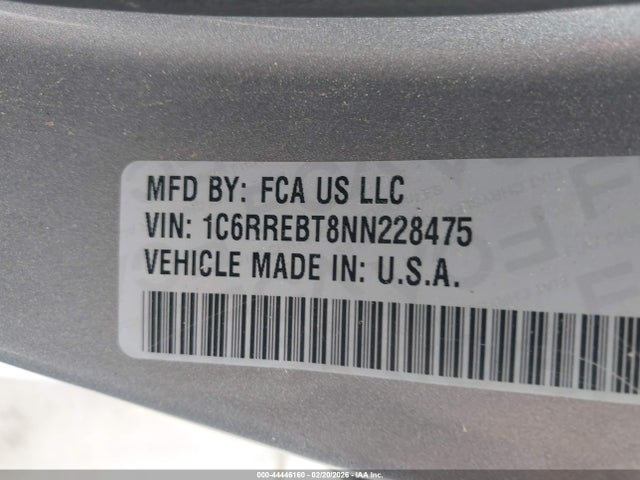 MFD BY: FCA US LLC
VIN: 1C6RREBT8NN228475
VEHICLE MADE IN: U.S.A.
000-44446160 - 02/20/2026 - IAA Inc.